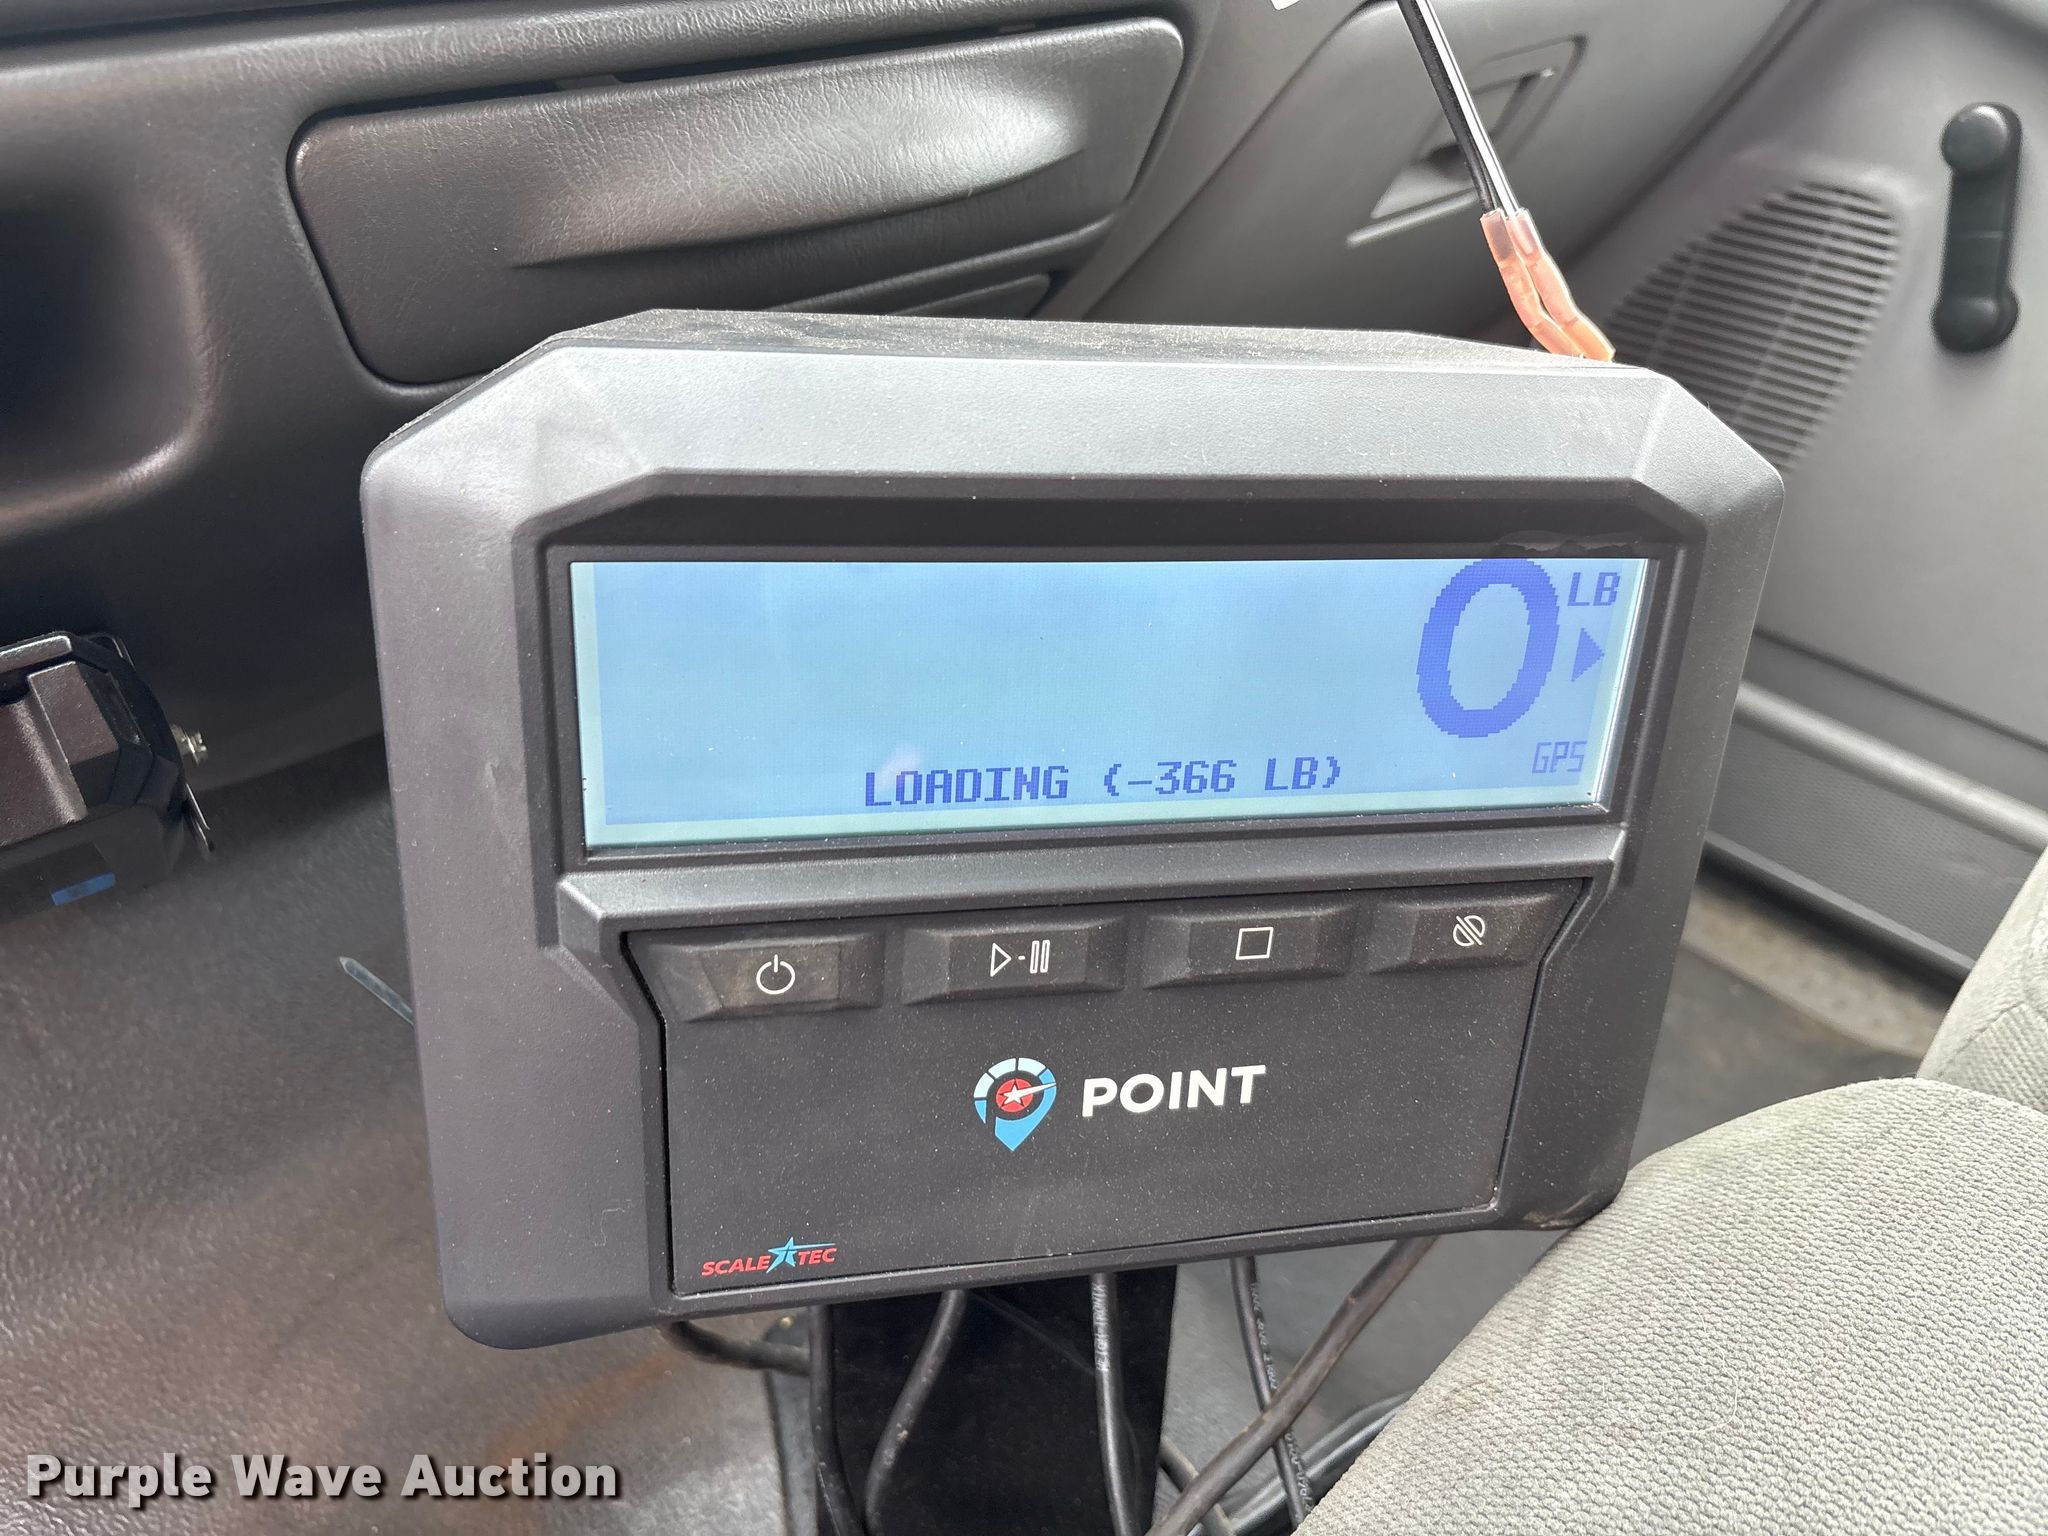 0 LB
GPS
LOADING (-366 LB)
POINT
SCALE TEC
Purple Wave Auction